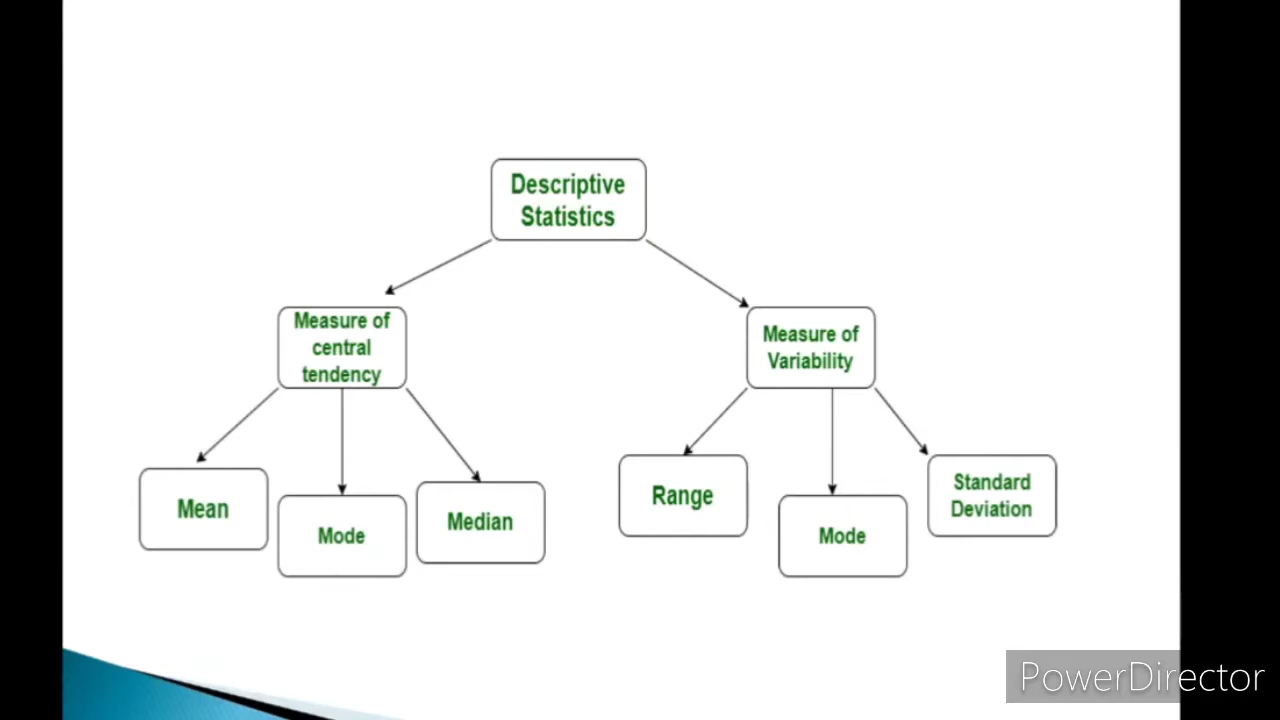 Descriptive
Statistics
Measure of
central
tendency
Measure of
Variability
Mean
Mode
Median
Range
Mode
Standard
Deviation
PowerDirector